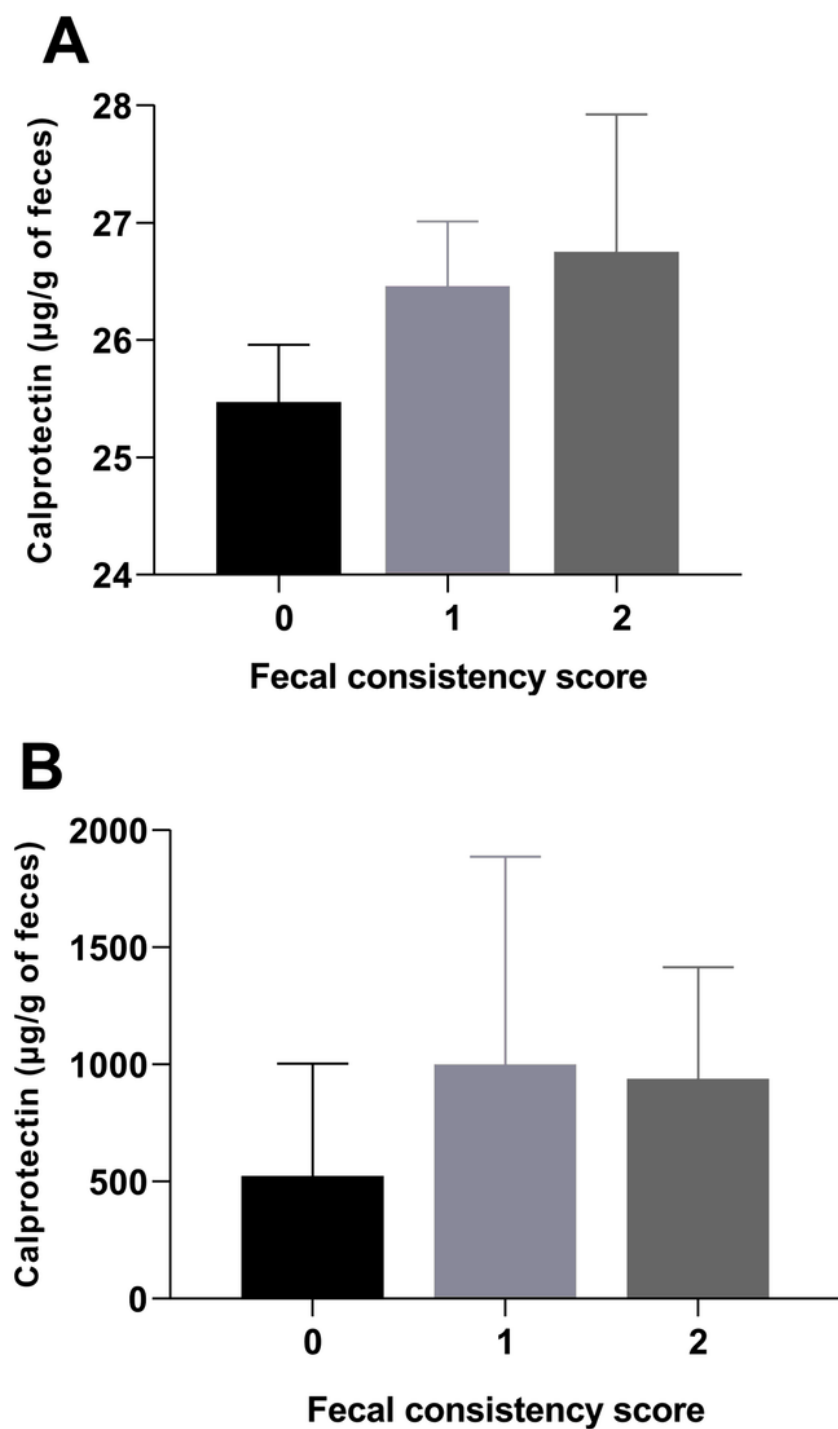 A
Calprotectin (µg/g of feces)
28
27
26
25
24
0 1 2
Fecal consistency score
B
Calprotectin (µg/g of feces)
2000
1500
1000
500
0
0 1 2
Fecal consistency score